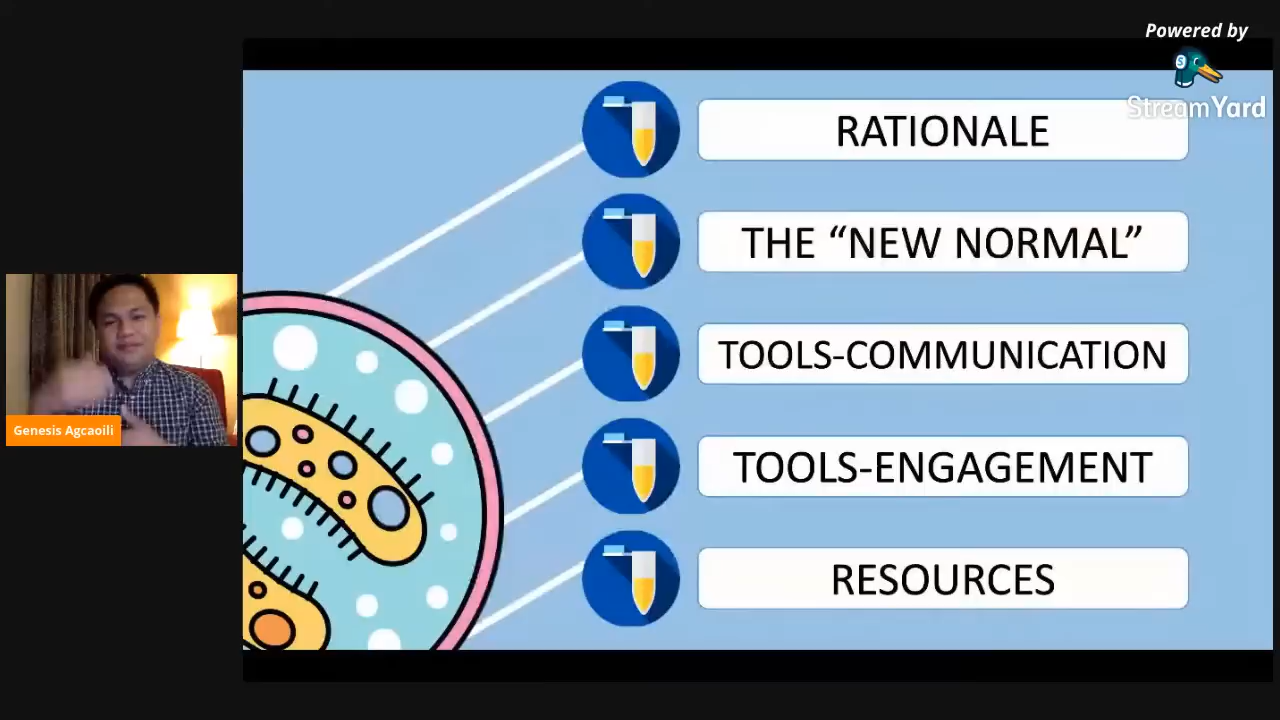 Powered by
StreamYard
RATIONALE
THE “NEW NORMAL”
TOOLS-COMMUNICATION
TOOLS-ENGAGEMENT
RESOURCES
Genesis Agcaoili